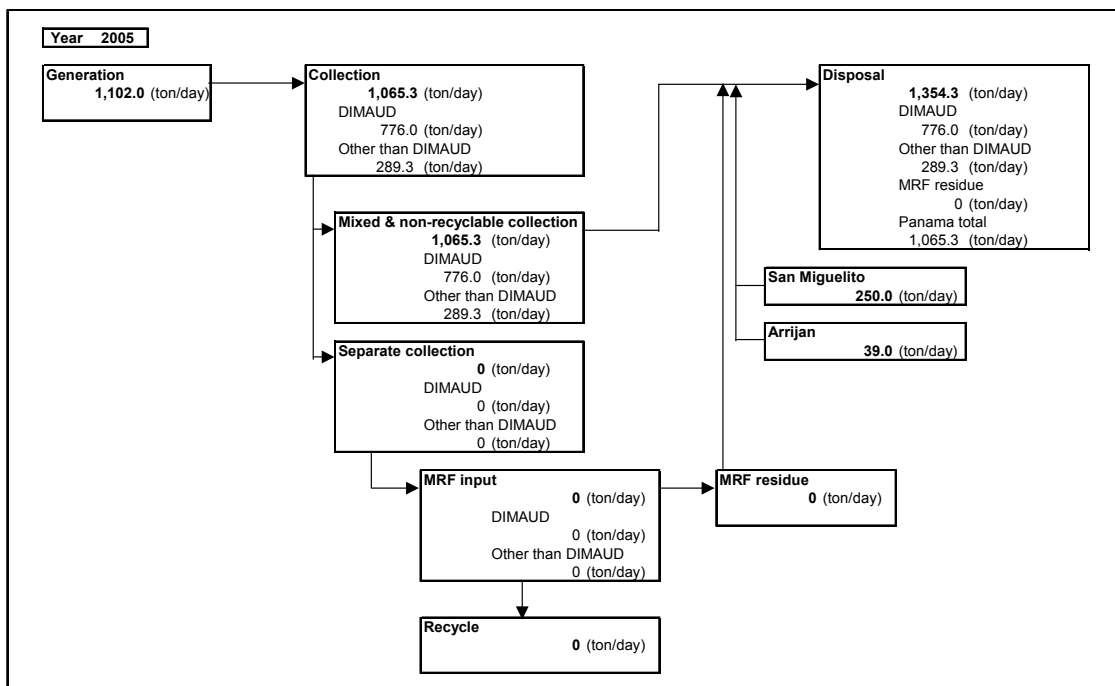 Year 2005
Generation
1,102.0 (ton/day)
Collection
1,065.3 (ton/day)
DIMAUD
776.0 (ton/day)
Other than DIMAUD
289.3 (ton/day)
Disposal
1,354.3 (ton/day)
DIMAUD
776.0 (ton/day)
Other than DIMAUD
289.3 (ton/day)
MRF residue
0 (ton/day)
Panama total
1,065.3 (ton/day)
Mixed & non-recyclable collection
1,065.3 (ton/day)
DIMAUD
776.0 (ton/day)
Other than DIMAUD
289.3 (ton/day)
San Miguelito
250.0 (ton/day)
Arrijan
39.0 (ton/day)
Separate collection
0 (ton/day)
DIMAUD
0 (ton/day)
Other than DIMAUD
0 (ton/day)
MRF input
0 (ton/day)
DIMAUD
0 (ton/day)
Other than DIMAUD
0 (ton/day)
MRF residue
0 (ton/day)
Recycle
0 (ton/day)